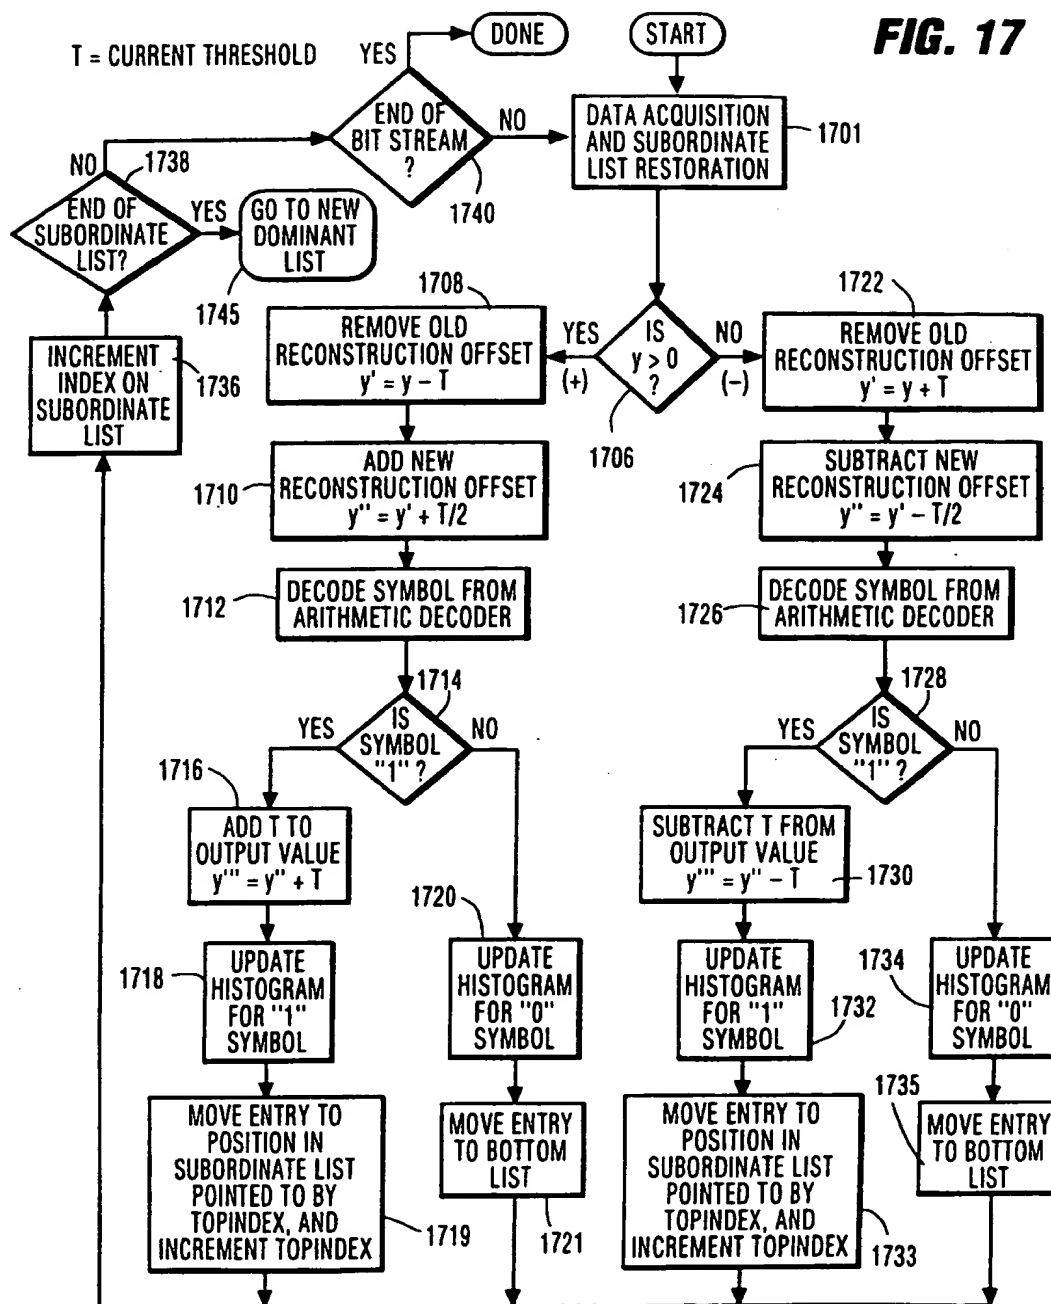 FIG. 17
T = CURRENT THRESHOLD
YES
DONE
START
END OF
BIT STREAM
?
NO
1740
DATA ACQUISITION
AND SUBORDINATE
LIST RESTORATION
1701
NO
1738
END OF
SUBORDINATE
LIST?
YES
GO TO NEW
DOMINANT
LIST
1745
INCREMENT
INDEX ON
SUBORDINATE
LIST
1736
1708
REMOVE OLD
RECONSTRUCTION OFFSET
y' = y – T
YES
(+)
IS
y > 0
?
NO
(–)
1706
1722
REMOVE OLD
RECONSTRUCTION OFFSET
y' = y + T
1710
ADD NEW
RECONSTRUCTION OFFSET
y'' = y' + T/2
1724
SUBTRACT NEW
RECONSTRUCTION OFFSET
y'' = y' – T/2
1712
DECODE SYMBOL FROM
ARITHMETIC DECODER
1726
DECODE SYMBOL FROM
ARITHMETIC DECODER
1714
YES
IS
SYMBOL
"1" ?
NO
1728
YES
IS
SYMBOL
"1" ?
NO
1716
ADD T TO
OUTPUT VALUE
y''' = y'' + T
SUBTRACT T FROM
OUTPUT VALUE
y''' = y'' – T
1730
1718
UPDATE
HISTOGRAM
FOR "1"
SYMBOL
1720
UPDATE
HISTOGRAM
FOR "0"
SYMBOL
UPDATE
HISTOGRAM
FOR "1"
SYMBOL
1732
1734
UPDATE
HISTOGRAM
FOR "0"
SYMBOL
MOVE ENTRY TO
POSITION IN
SUBORDINATE LIST
POINTED TO BY
TOPINDEX, AND
INCREMENT TOPINDEX
1719
MOVE ENTRY
TO BOTTOM
LIST
1721
MOVE ENTRY TO
POSITION IN
SUBORDINATE LIST
POINTED TO BY
TOPINDEX, AND
INCREMENT TOPINDEX
1733
1735
MOVE ENTRY
TO BOTTOM
LIST